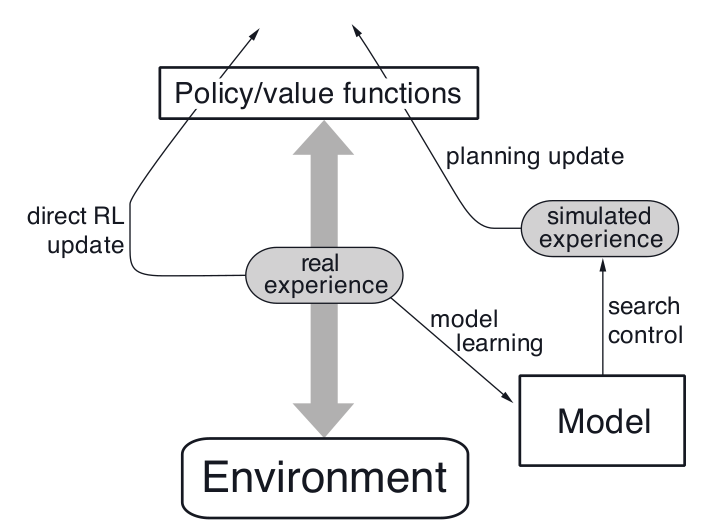 Policy/value functions
planning update
direct RL
update
simulated
experience
real
experience
model
learning
search
control
Model
Environment